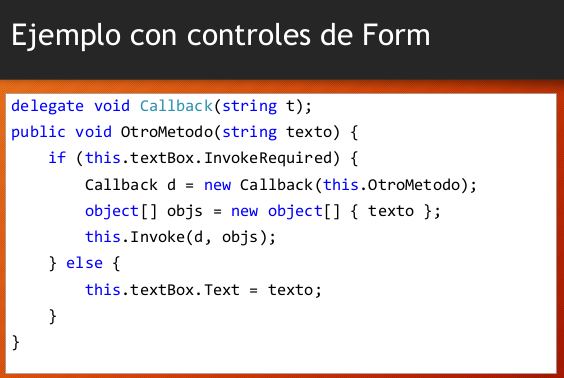 Ejemplo con controles de Form
delegate void Callback(string t);
public void OtroMetodo(string texto) {
    if (this.textBox.InvokeRequired) {
        Callback d = new Callback(this.OtroMetodo);
        object[] objs = new object[] { texto };
        this.Invoke(d, objs);
    } else {
        this.textBox.Text = texto;
    }
}